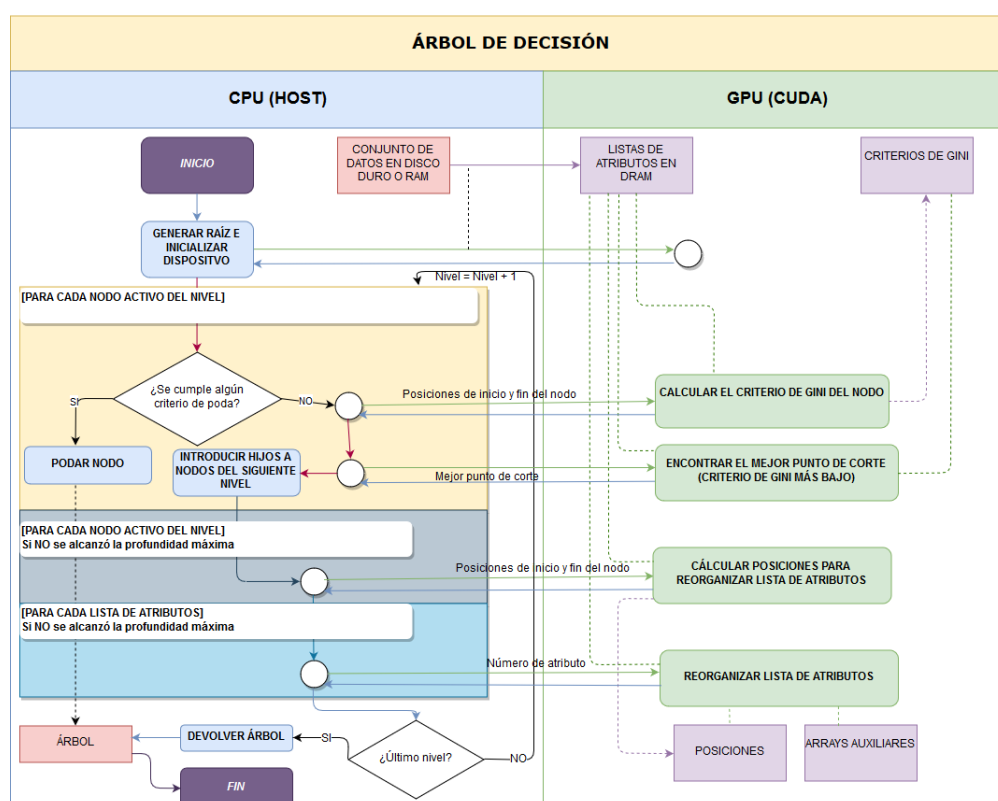 ÁRBOL DE DECISIÓN
CPU (HOST)
GPU (CUDA)
INICIO
CONJUNTO DE
DATOS EN DISCO
DURO O RAM
LISTAS DE
ATRIBUTOS EN
DRAM
CRITERIOS DE GINI
GENERAR RAÍZ E
INICIALIZAR
DISPOSITVO
Nivel = Nivel + 1
[PARA CADA NODO ACTIVO DEL NIVEL]
¿Se cumple algún
criterio de poda?
SI
NO
Posiciones de inicio y fin del nodo
CALCULAR EL CRITERIO DE GINI DEL NODO
PODAR NODO
INTRODUCIR HIJOS A
NODOS DEL SIGUIENTE
NIVEL
Mejor punto de corte
ENCONTRAR EL MEJOR PUNTO DE CORTE
(CRITERIO DE GINI MÁS BAJO)
[PARA CADA NODO ACTIVO DEL NIVEL]
Si NO se alcanzó la profundidad máxima
Posiciones de inicio y fin del nodo
CÁLCULAR POSICIONES PARA
REORGANIZAR LISTA DE ATRIBUTOS
[PARA CADA LISTA DE ATRIBUTOS]
Si NO se alcanzó la profundidad máxima
Número de atributo
REORGANIZAR LISTA DE ATRIBUTOS
ÁRBOL
DEVOLVER ÁRBOL
SI
¿Último nivel?
NO
POSICIONES
ARRAYS AUXILIARES
FIN